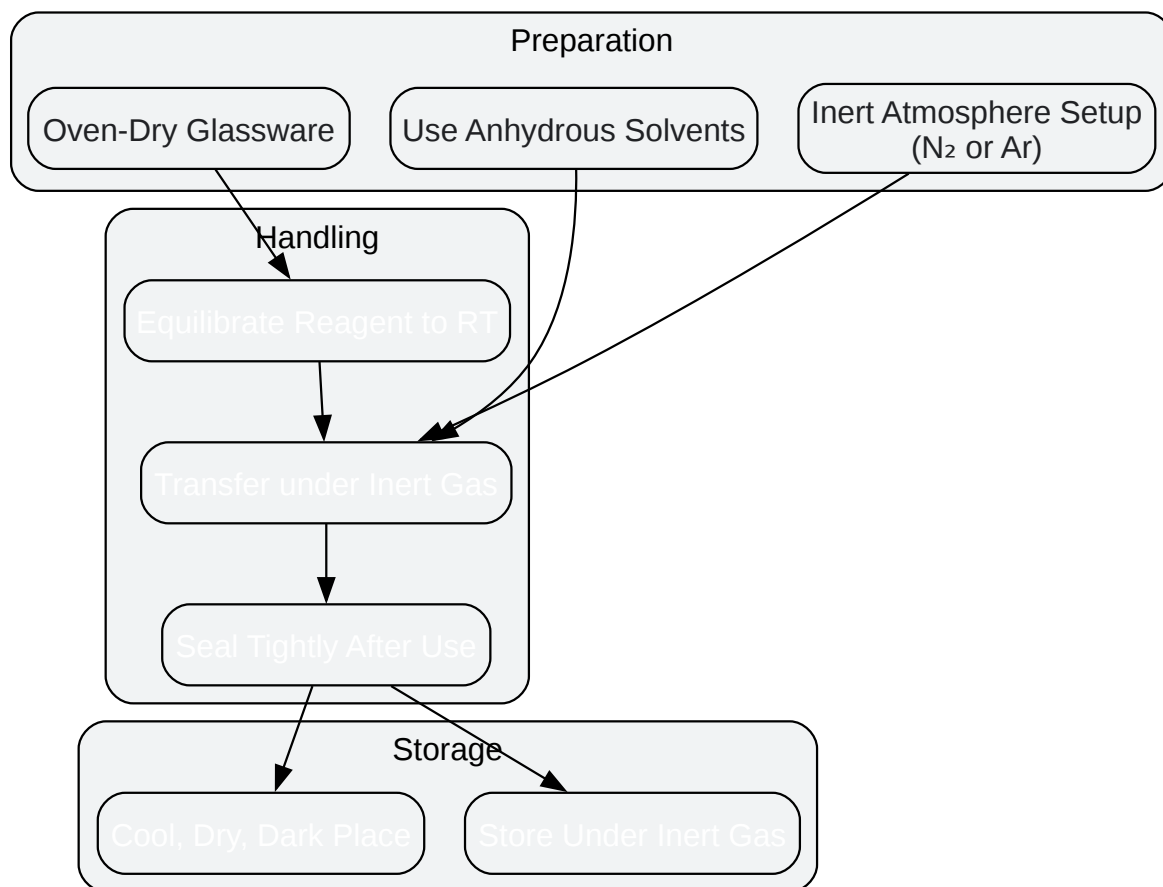 Preparation
Oven-Dry Glassware
Use Anhydrous Solvents
Inert Atmosphere Setup
(N₂ or Ar)
Handling
Equilibrate Reagent to RT
Transfer under Inert Gas
Seal Tightly After Use
Storage
Cool, Dry, Dark Place
Store Under Inert Gas